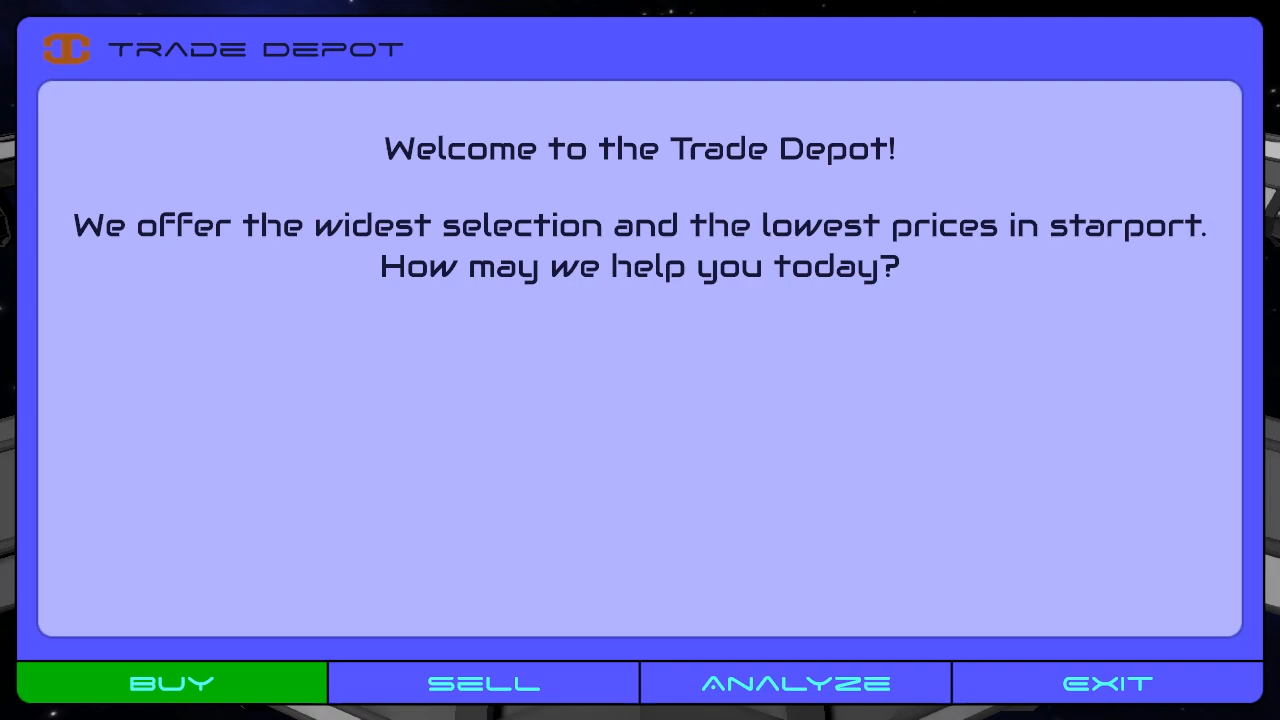 TRADE DEPOT
Welcome to the Trade Depot!
We offer the widest selection and the lowest prices in starport.
How may we help you today?
BUY
SELL
ANALYZE
EXIT